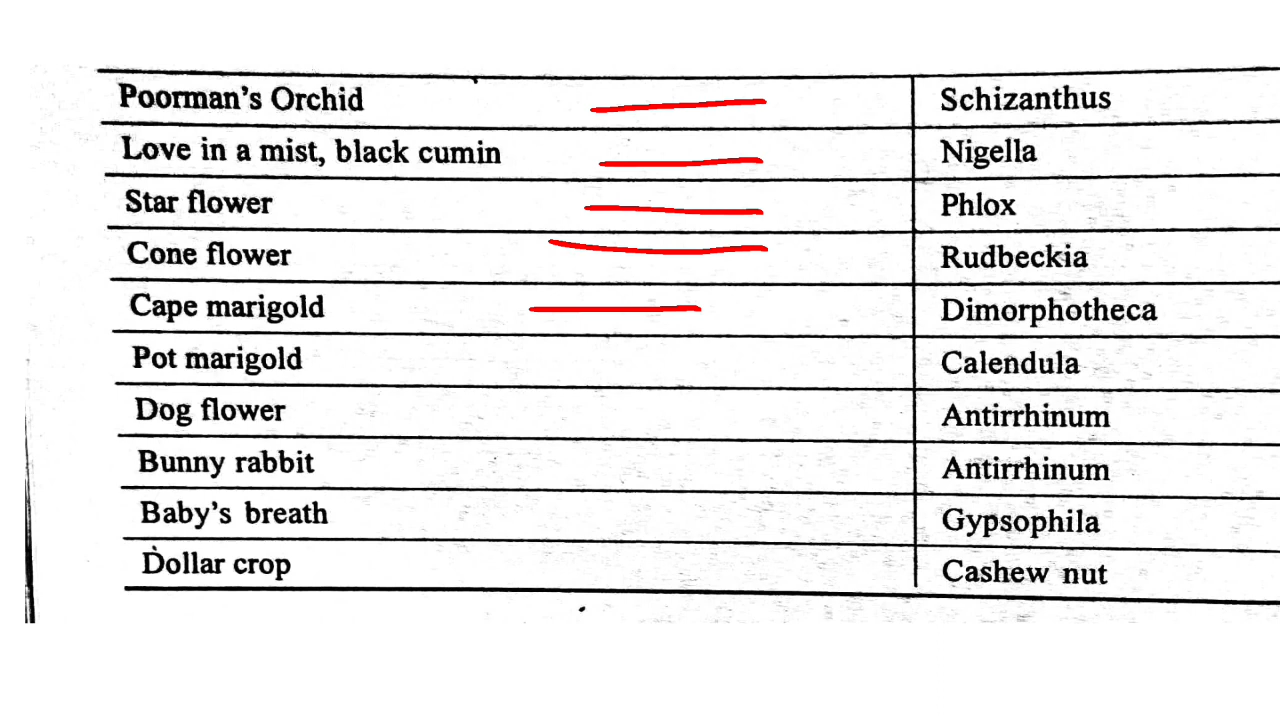 Poorman's Orchid Schizanthus
Love in a mist, black cumin Nigella
Star flower Phlox
Cone flower Rudbeckia
Cape marigold Dimorphotheca
Pot marigold Calendula
Dog flower Antirrhinum
Bunny rabbit Antirrhinum
Baby's breath Gypsophila
Dollar crop Cashew nut